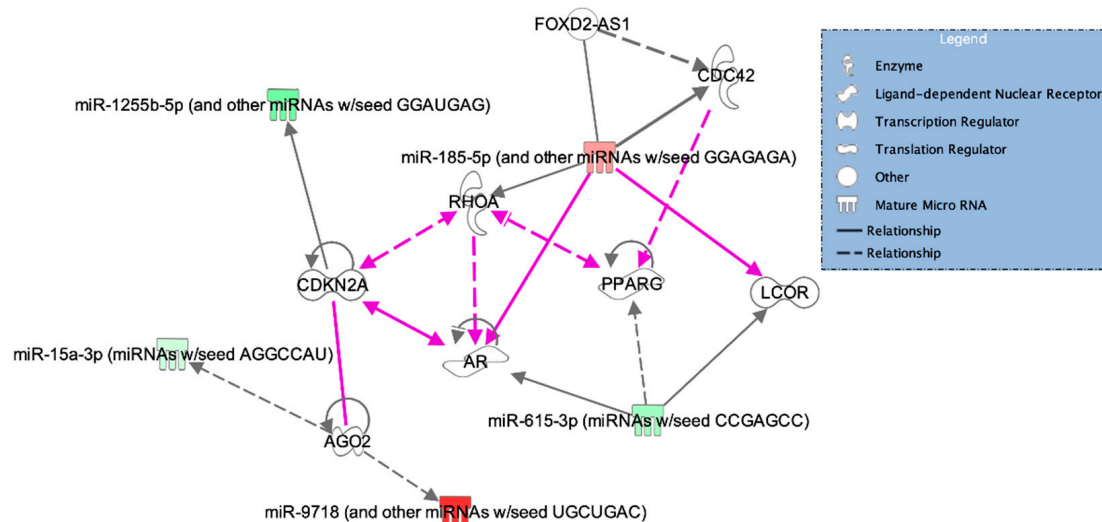 FOXD2-AS1
Legend
CDC42
Enzyme
miR-1255b-5p (and other miRNAs w/seed GGAUGAG)
Ligand-dependent Nuclear Receptor
Transcription Regulator
Translation Regulator
miR-185-5p (and other miRNAs w/seed GGAGAGA)
Other
RHOA
Mature Micro RNA
Relationship
Relationship
CDKN2A
PPARG
LCOR
miR-15a-3p (miRNAs w/seed AGGCCAU)
AR
miR-615-3p (miRNAs w/seed CCGAGCC)
AGO2
miR-9718 (and other miRNAs w/seed UGCUGAC)